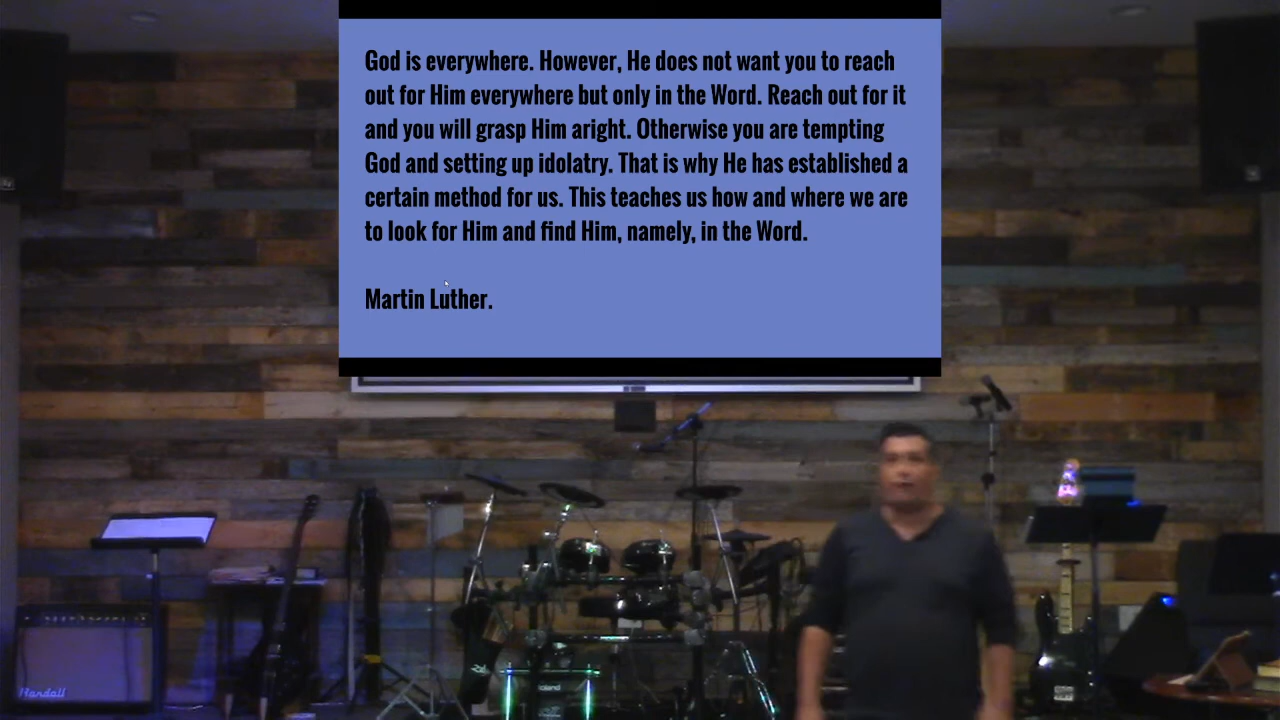 God is everywhere. However, He does not want you to reach
out for Him everywhere but only in the Word. Reach out for it
and you will grasp Him aright. Otherwise you are tempting
God and setting up idolatry. That is why He has established a
certain method for us. This teaches us how and where we are
to look for Him and find Him, namely, in the Word.
Martin Luther.
Randall
Roland